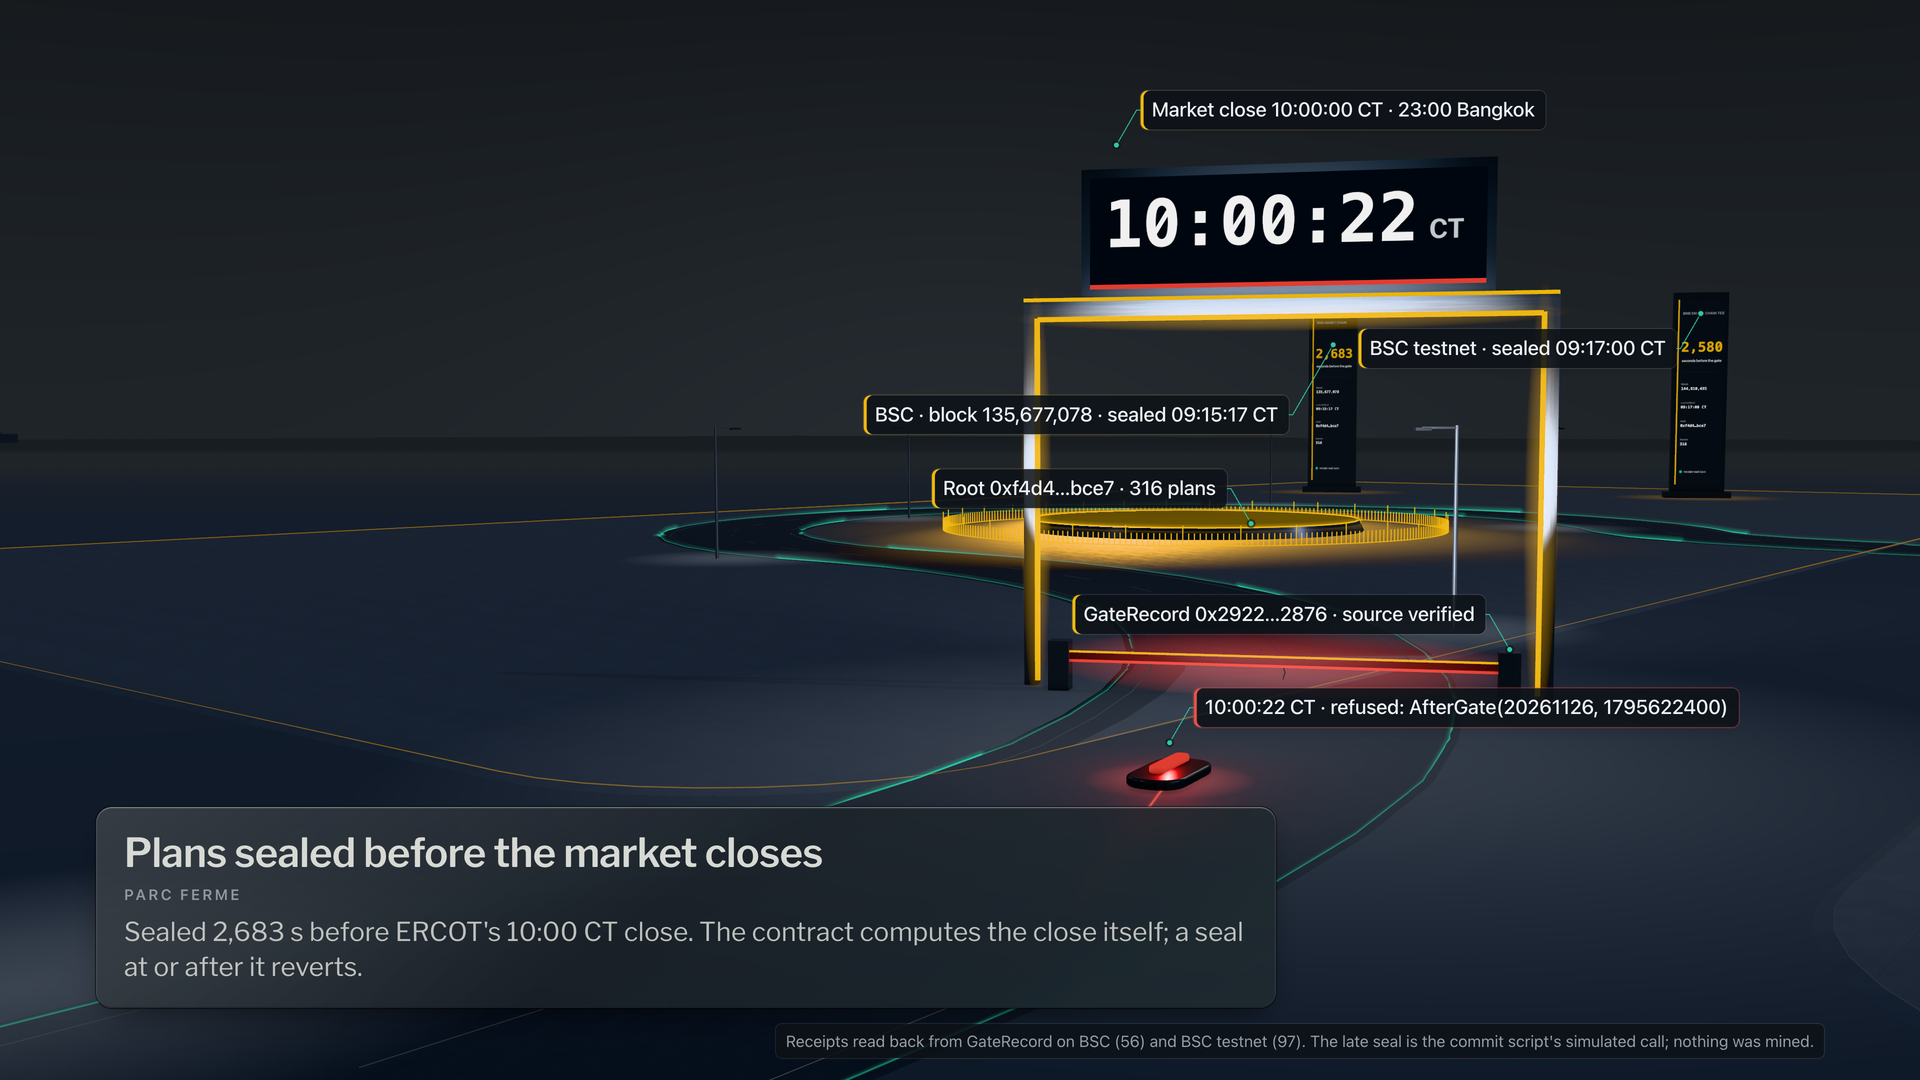 Market close 10:00:00 CT · 23:00 Bangkok
10:00:22 CT
BSC testnet · sealed 09:17:00 CT
2,683
2,580
seconds before the gate
BSC · block 135,677,078 · sealed 09:15:17 CT
Root 0xf4d4...bce7 · 316 plans
GateRecord 0x2922...2876 · source verified
10:00:22 CT · refused: AfterGate(20261126, 1795622400)
Plans sealed before the market closes
PARC FERME
Sealed 2,683 s before ERCOT's 10:00 CT close. The contract computes the close itself; a seal
at or after it reverts.
Receipts read back from GateRecord on BSC (56) and BSC testnet (97). The late seal is the commit script's simulated call; nothing was mined.